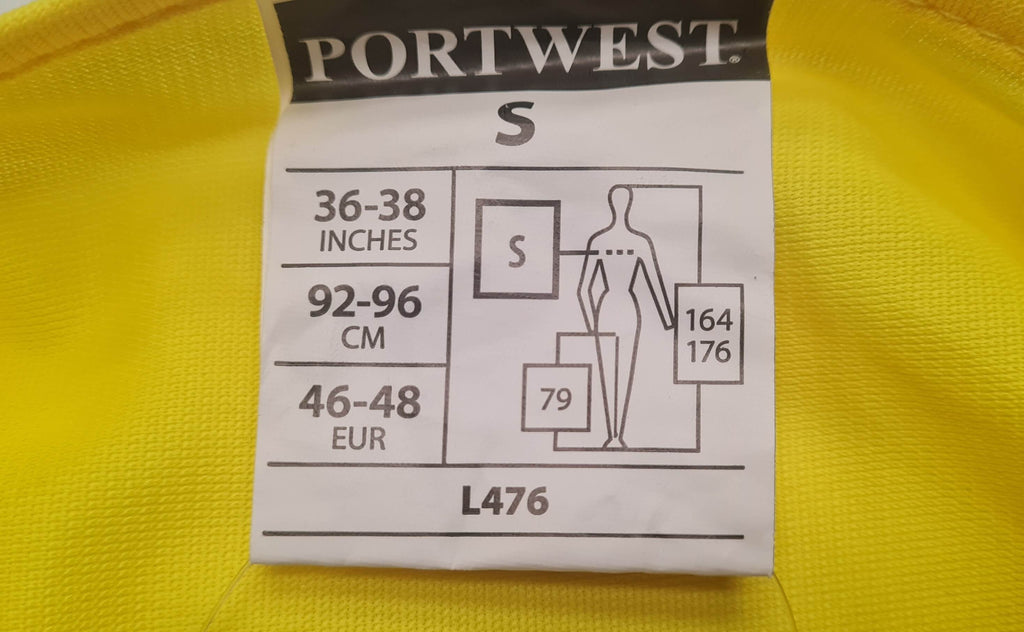 PORTWEST®
S
36-38
INCHES
92-96
CM
46-48
EUR
S
164
176
79
L476